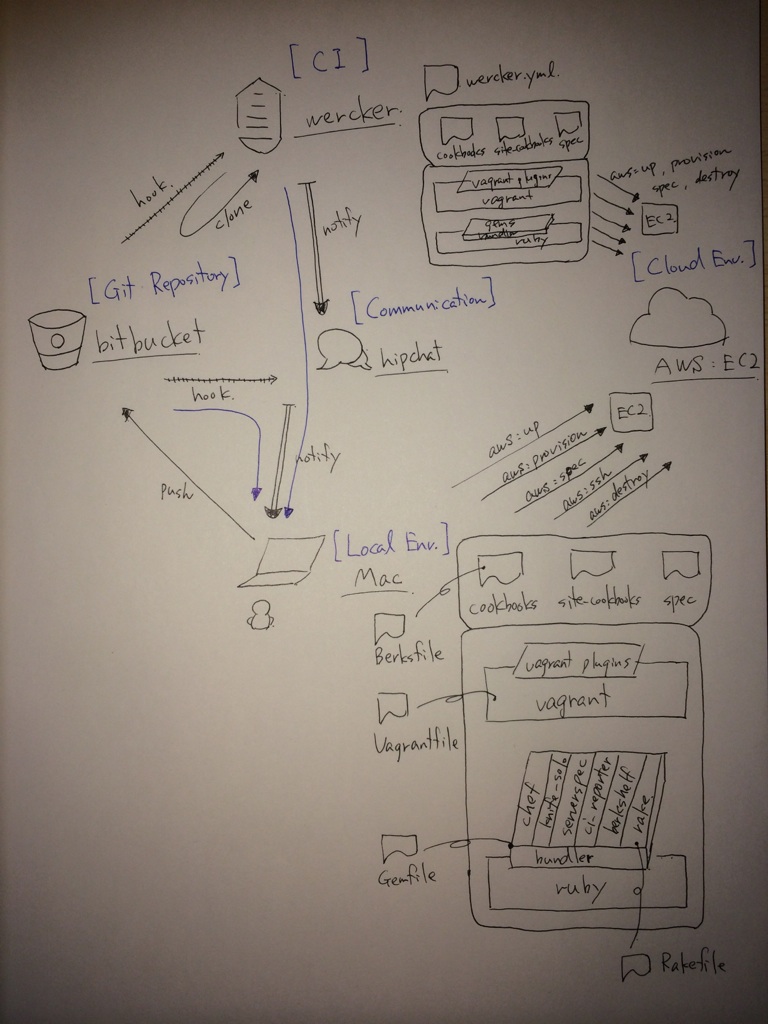 [CI]
wercker.
wercker.yml.
cookbooks site-cookbooks spec
vagrant plugins
vagrant
gems
bundler
ruby
aws:up, provision
spec, destroy
EC2
hook.
clone
notify
[Git Repository]
bitbucket
[Communication]
hipchat
[Cloud Env.]
AWS:EC2
hook.
notify
push
EC2
aws:up
aws:provision
aws:spec
aws:ssh
aws:destroy
[Local Env.]
Mac
cookbooks site-cookbooks spec
Berksfile
vagrant plugins
vagrant
Vagrantfile
chef
knife-solo
serverspec
ci-reporter
berkshelf
rake
bundler
ruby
Gemfile
Rakefile